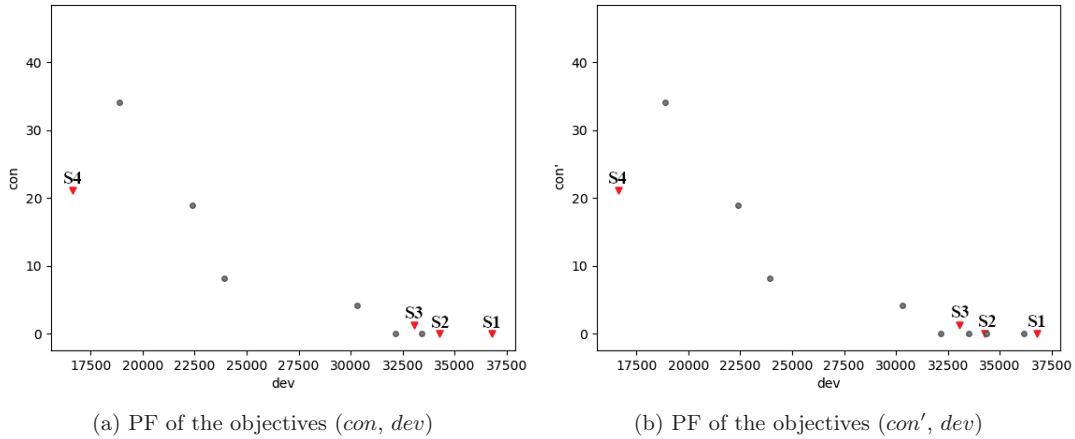 40
30
20
10
0
con
S4
S3
S2
S1
17500 20000 22500 25000 27500 30000 32500 35000 37500
dev
(a) PF of the objectives (con, dev)
40
30
20
10
0
con'
S4
S3
S2
S1
17500 20000 22500 25000 27500 30000 32500 35000 37500
dev
(b) PF of the objectives (con′, dev)